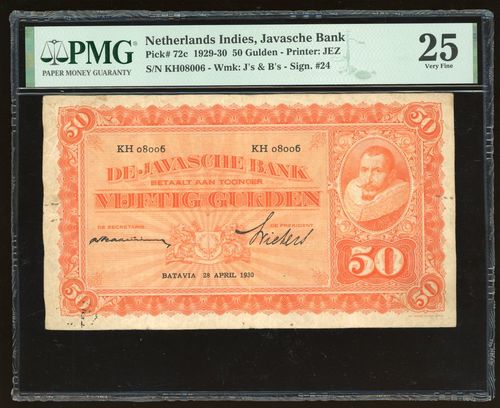 PMG
PAPER MONEY GUARANTY
Netherlands Indies, Javasche Bank
Pick# 72c 1929-30 50 Gulden - Printer: JEZ
S/N KH08006 - Wmk: J's & B's - Sign. #24
25
Very Fine
50
KH 08006 KH 08006
DE JAVASCHE BANK
BETAALT AAN TOONDER
VIJFTIG GULDEN
DE SECRETARIS DE PRESIDENT
BATAVIA 28 APRIL 1930
50
50
50